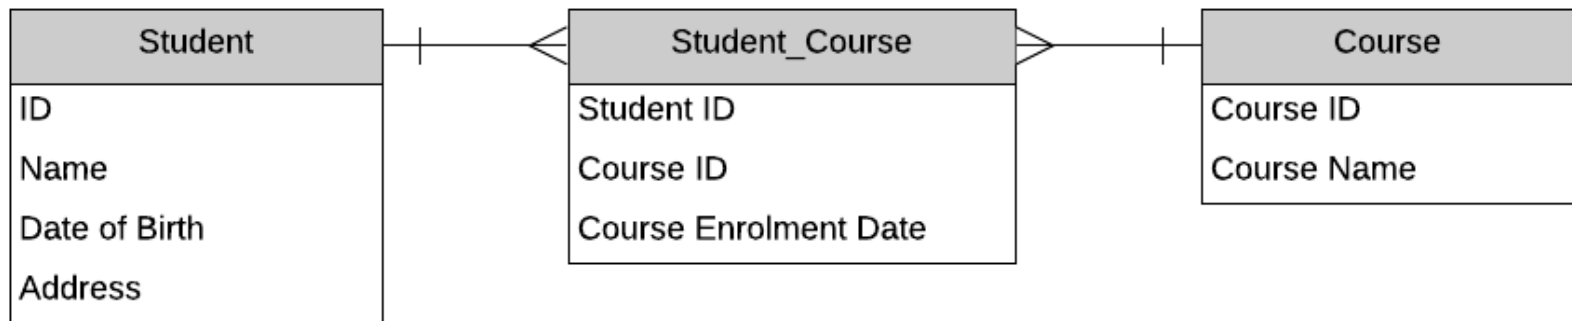 Student
ID
Name
Date of Birth
Address
Student_Course
Student ID
Course ID
Course Enrolment Date
Course
Course ID
Course Name